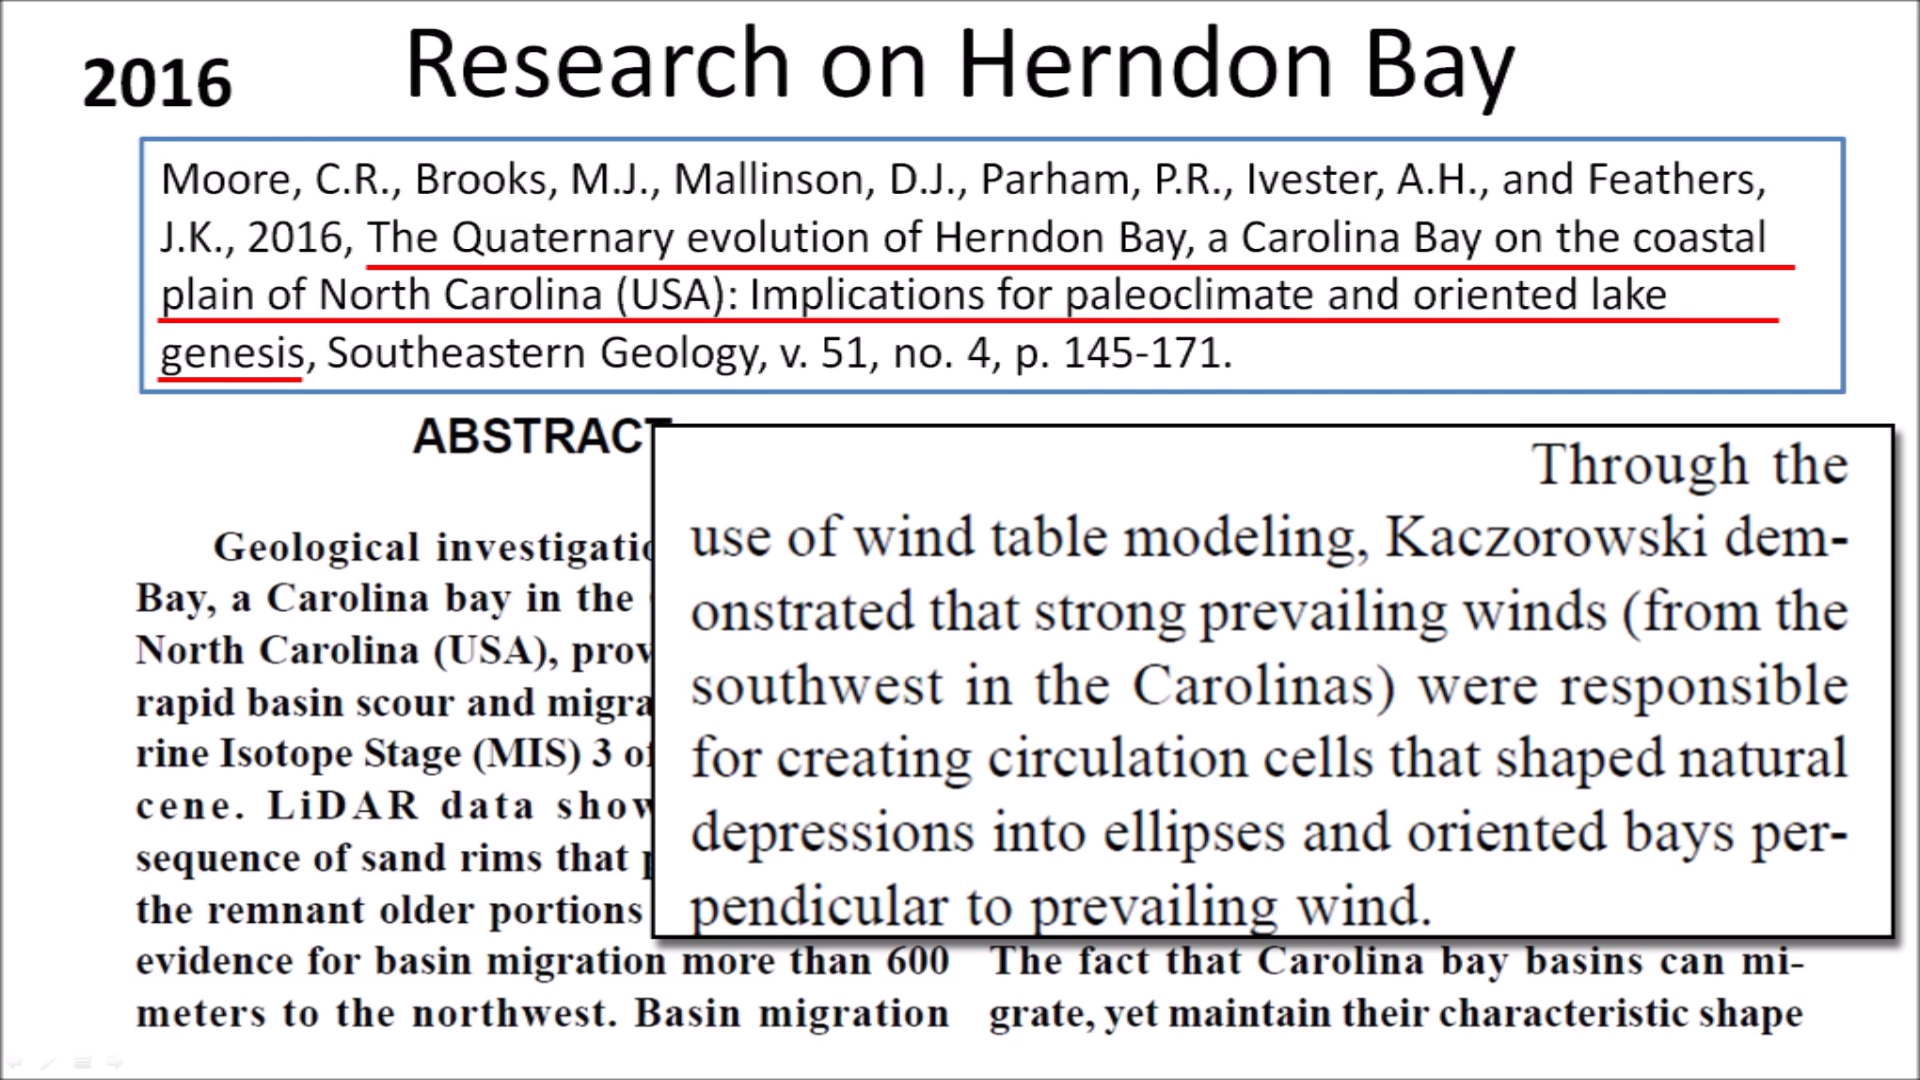 2016
Research on Herndon Bay
Moore, C.R., Brooks, M.J., Mallinson, D.J., Parham, P.R., Ivester, A.H., and Feathers,
J.K., 2016, The Quaternary evolution of Herndon Bay, a Carolina Bay on the coastal
plain of North Carolina (USA): Implications for paleoclimate and oriented lake
genesis, Southeastern Geology, v. 51, no. 4, p. 145-171.
ABSTRACT
Geological
Bay, a Carolina bay in the
North Carolina (USA),
rapid basin scour and
rine Isotope Stage (MIS) 3
cene. LiDAR data
sequence of sand rims that
the remnant older portions
evidence for basin migration more than 600
meters to the northwest. Basin migration
Through the
use of wind table modeling, Kaczorowski dem-
onstrated that strong prevailing winds (from the
southwest in the Carolinas) were responsible
for creating circulation cells that shaped natural
depressions into ellipses and oriented bays per-
pendicular to prevailing wind.
The fact that Carolina bay basins can mi-
grate, yet maintain their characteristic shape